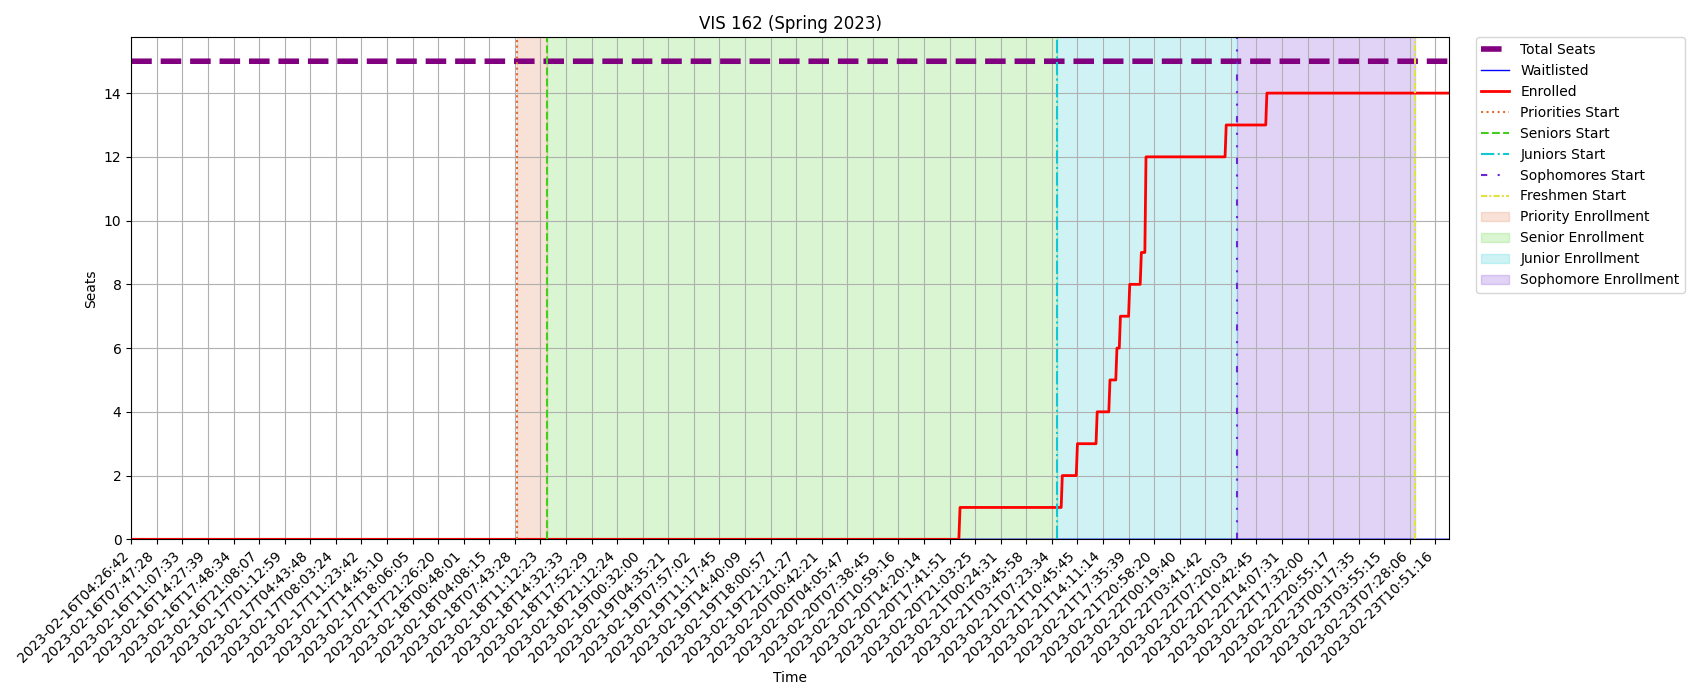 VIS 162 (Spring 2023)
Seats
14
12
10
8
6
4
2
0
2023-02-16T04:26:42
2023-02-16T07:47:28
2023-02-16T11:07:33
2023-02-16T14:27:39
2023-02-16T17:48:34
2023-02-16T21:08:07
2023-02-17T01:12:59
2023-02-17T04:43:48
2023-02-17T08:03:24
2023-02-17T11:23:42
2023-02-17T14:45:10
2023-02-17T18:06:05
2023-02-17T21:26:20
2023-02-18T00:48:01
2023-02-18T04:08:15
2023-02-18T07:43:28
2023-02-18T11:12:23
2023-02-18T14:32:33
2023-02-18T17:52:29
2023-02-18T21:12:24
2023-02-19T00:32:00
2023-02-19T04:35:21
2023-02-19T07:57:02
2023-02-19T11:17:45
2023-02-19T14:40:09
2023-02-19T18:00:57
2023-02-19T21:21:27
2023-02-20T00:42:21
2023-02-20T04:05:47
2023-02-20T07:38:45
2023-02-20T10:59:16
2023-02-20T14:20:14
2023-02-20T17:41:51
2023-02-20T21:03:25
2023-02-21T00:24:31
2023-02-21T03:45:58
2023-02-21T07:23:34
2023-02-21T10:45:45
2023-02-21T14:11:14
2023-02-21T17:35:39
2023-02-21T20:58:20
2023-02-22T00:19:40
2023-02-22T03:41:42
2023-02-22T07:20:03
2023-02-22T10:42:45
2023-02-22T14:07:31
2023-02-22T17:32:00
2023-02-22T20:55:17
2023-02-23T00:17:35
2023-02-23T03:55:15
2023-02-23T07:28:06
2023-02-23T10:51:16
Time
Total Seats
Waitlisted
Enrolled
Priorities Start
Seniors Start
Juniors Start
Sophomores Start
Freshmen Start
Priority Enrollment
Senior Enrollment
Junior Enrollment
Sophomore Enrollment